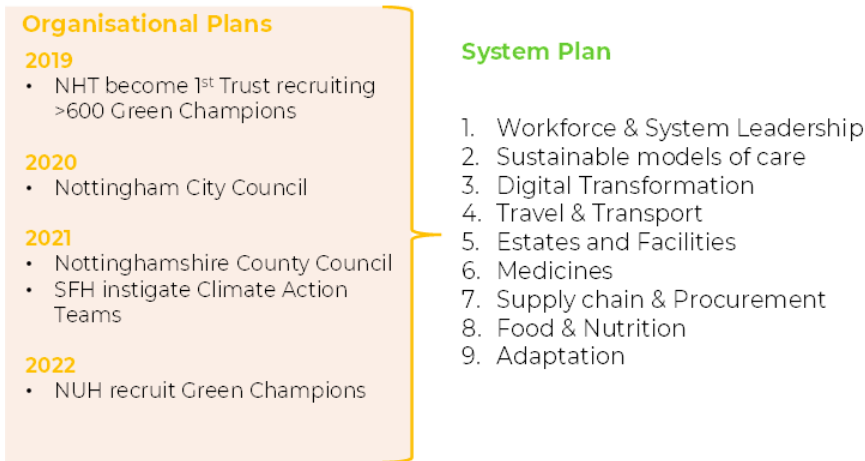 Organisational Plans
2019
• NHT become 1st Trust recruiting
>600 Green Champions
2020
• Nottingham City Council
2021
• Nottinghamshire County Council
• SFH instigate Climate Action
Teams
2022
• NUH recruit Green Champions
System Plan
1. Workforce & System Leadership
2. Sustainable models of care
3. Digital Transformation
4. Travel & Transport
5. Estates and Facilities
6. Medicines
7. Supply chain & Procurement
8. Food & Nutrition
9. Adaptation